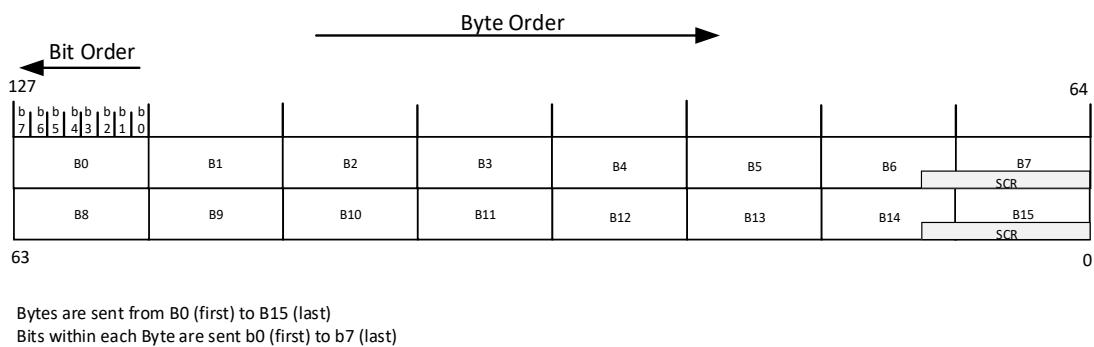 Byte Order
Bit Order
127 64
b7 b6 b5 b4 b3 b2 b1 b0
B0 B1 B2 B3 B4 B5 B6 B7
SCR
B8 B9 B10 B11 B12 B13 B14 B15
SCR
63 0
Bytes are sent from B0 (first) to B15 (last)
Bits within each Byte are sent b0 (first) to b7 (last)